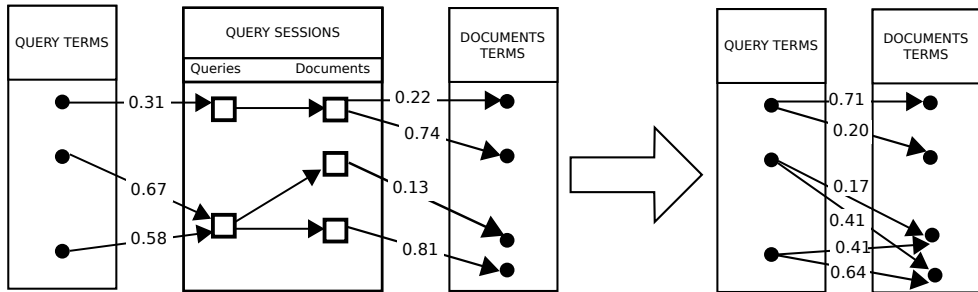 QUERY TERMS
QUERY SESSIONS
Queries Documents
DOCUMENTS
TERMS
0.31
0.67
0.58
0.22
0.74
0.13
0.81
QUERY TERMS
DOCUMENTS
TERMS
0.71
0.20
0.17
0.41
0.41
0.64